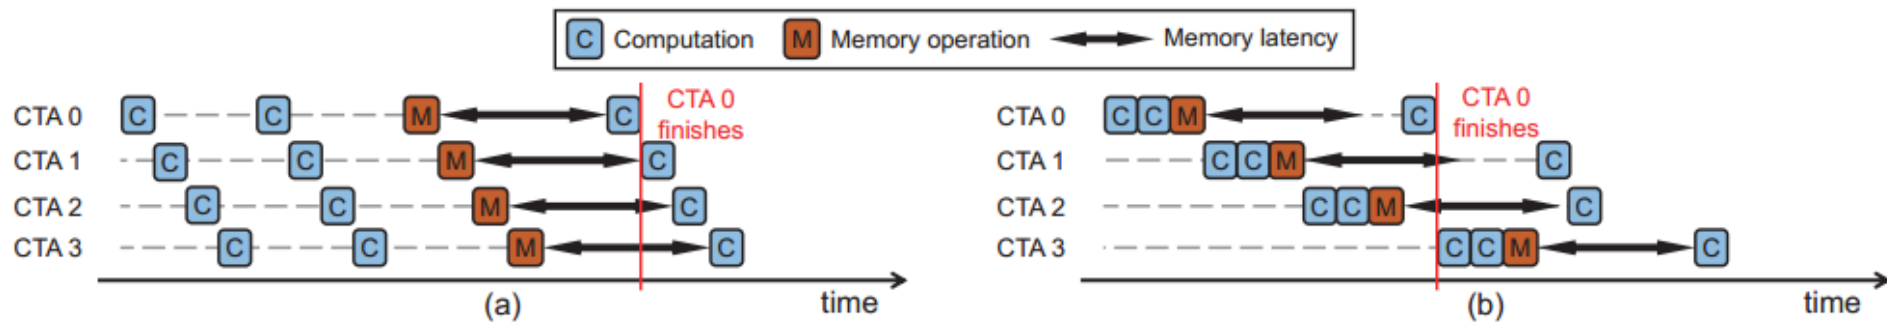 C Computation M Memory operation Memory latency
CTA 0 C C M C CTA 0 finishes
CTA 1 C C M C
CTA 2 C C M C
CTA 3 C C M C
(a) time
CTA 0 C C M C CTA 0 finishes
CTA 1 C C M C
CTA 2 C C M C
CTA 3 C C M C
(b) time